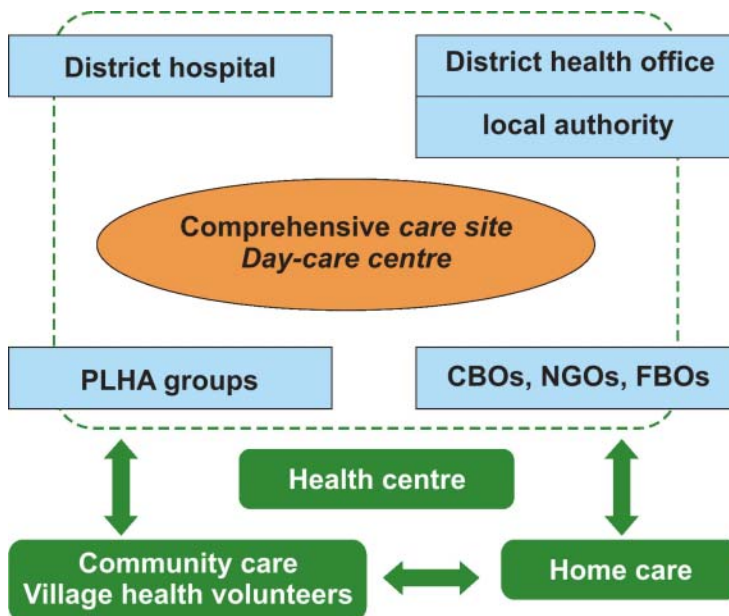 District hospital
District health office
local authority
Comprehensive care site
Day-care centre
PLHA groups
CBOs, NGOs, FBOs
Health centre
Community care
Village health volunteers
Home care